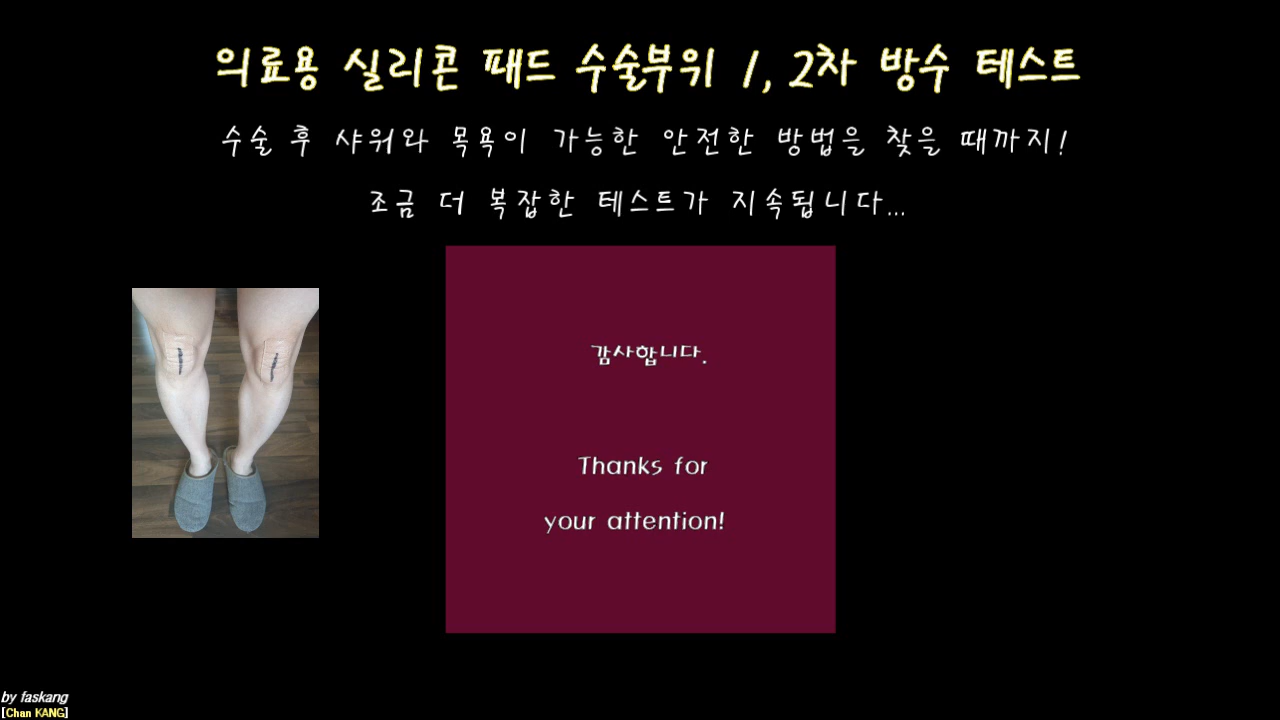 의료용 실리콘 패드 수술부위 1, 2차 방수 테스트
수술 후 샤워와 목욕이 가능한 안전한 방법을 찾을 때까지!
조금 더 복잡한 테스트가 지속됩니다...
감사합니다.
Thanks for
your attention!
by faskang
[Chan KANG]